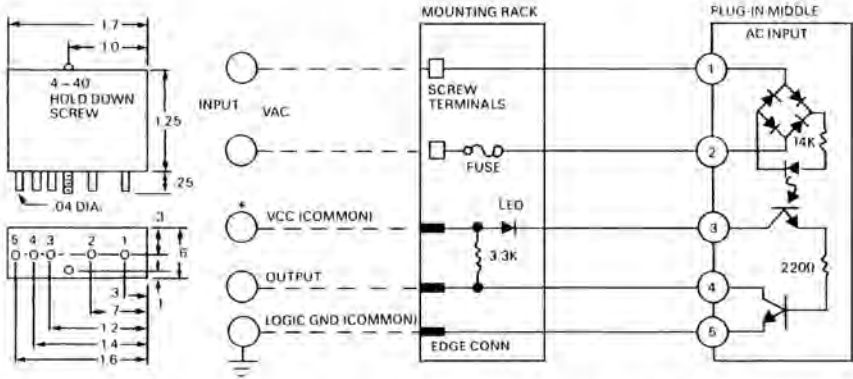 1.7
1.0
4-40
HOLD DOWN
SCREW
1.25
.25
.04 DIA.
5 4 3 2 1
.3
.6
.3
.1
.7
1.2
1.4
1.6
INPUT
VAC
*
VCC (COMMON)
OUTPUT
LOGIC GND (COMMON)
MOUNTING RACK
SCREW
TERMINALS
FUSE
LED
3.3K
EDGE CONN
PLUG-IN MIDDLE
AC INPUT
1
2
14K
3
220Ω
4
5